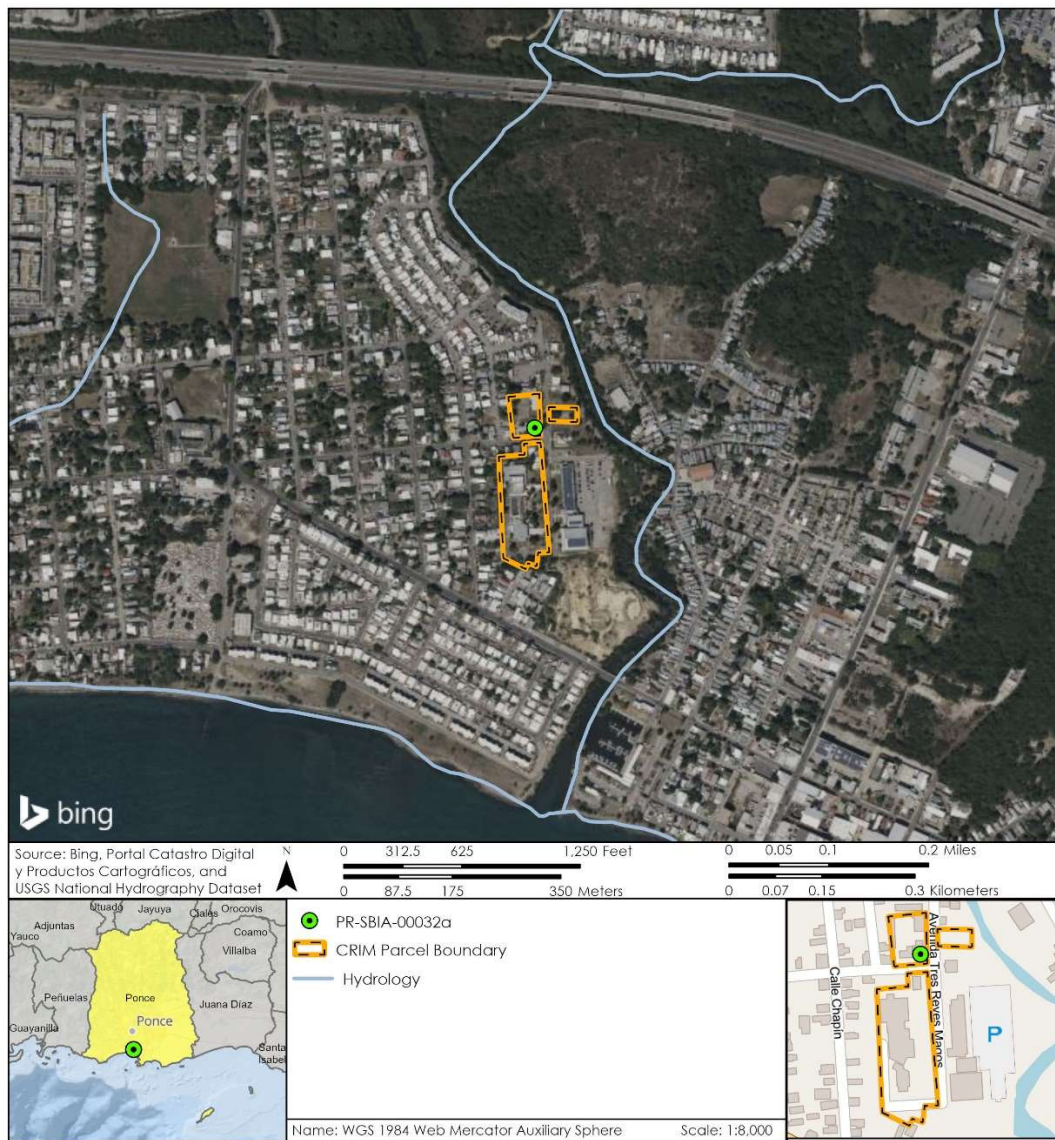 bing
Source: Bing, Portal Catastro Digital
y Productos Cartográficos, and
USGS National Hydrography Dataset
N
0 312.5 625 1,250 Feet
0 87.5 175 350 Meters
0 0.05 0.1 0.2 Miles
0 0.07 0.15 0.3 Kilometers
Utuado Jayuya Ciales Orocovis
Adjuntas
Coamo
Yauco
Villalba
Peñuelas
Ponce
Juana Díaz
Ponce
Guayanilla
Santa
Isabel
PR-SBIA-00032a
CRIM Parcel Boundary
Hydrology
Name: WGS 1984 Web Mercator Auxiliary Sphere Scale: 1:8,000
Calle Chapín
Avenida Tres Reyes Magos
P